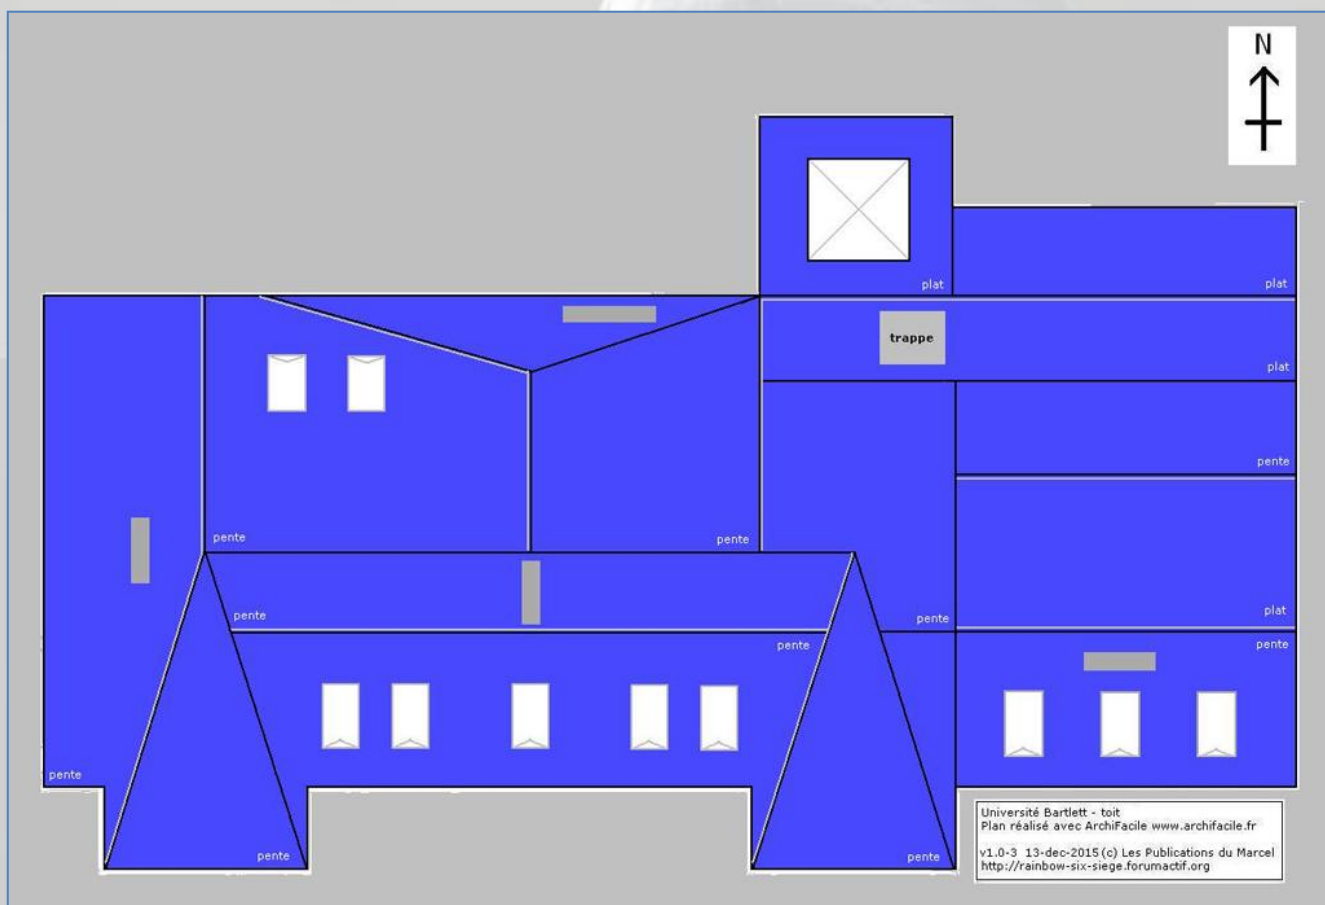 N
plat
plat
trappe
plat
pente
pente
pente
plat
pente
pente
pente
pente
pente
pente
pente
Université Bartlett - toit
Plan réalisé avec ArchiFacile www.archifacile.fr
v1.0-3 13-dec-2015 (c) Les Publications du Marcel
http://rainbow-six-siege.forumactif.org
pente